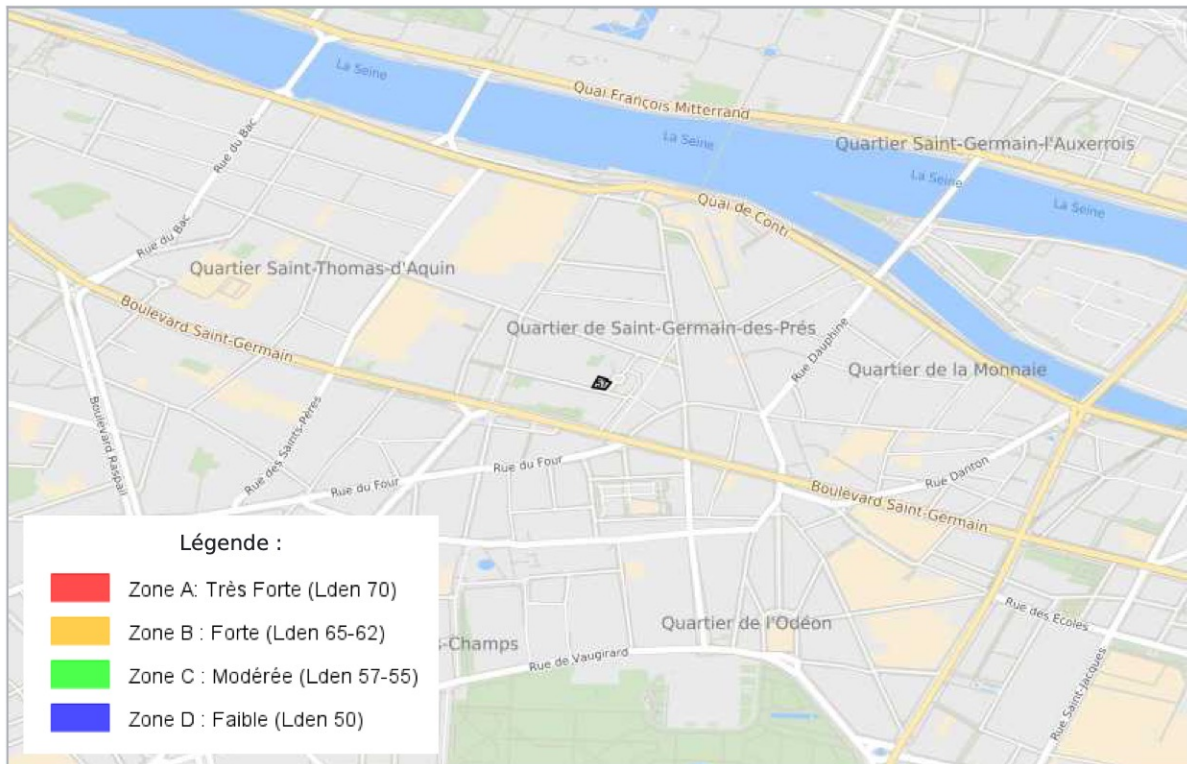 La Seine
Quai François Mitterrand
La Seine
Quartier Saint-Germain-l'Auxerrois
La Seine
La Seine
Rue du Bac
Rue du Bac
Quai de Conti
Quartier Saint-Thomas-d'Aquin
Boulevard Saint-Germain
Quartier de Saint-Germain-des-Prés
Rue Dauphine
Quartier de la Monnaie
Boulevard Raspail
Rue des Saints-Pères
Rue du Four
Rue du Four
Rue Danton
Boulevard Saint-Germain
Rue des Ecoles
Quartier de l'Odéon
s-Champs
Rue de Vaugirard
Rue Saint-Jacques
Légende :
Zone A: Très Forte (Lden 70)
Zone B : Forte (Lden 65-62)
Zone C : Modérée (Lden 57-55)
Zone D : Faible (Lden 50)